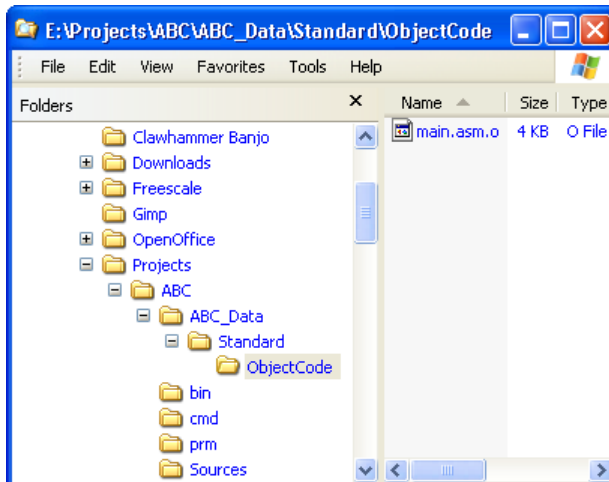 E:\Projects\ABC\ABC_Data\Standard\ObjectCode
File Edit View Favorites Tools Help
Folders
Name Size Type
main.asm.o 4 KB O File
Clawhammer Banjo
Downloads
Freescale
Gimp
OpenOffice
Projects
ABC
ABC_Data
Standard
ObjectCode
bin
cmd
prm
Sources